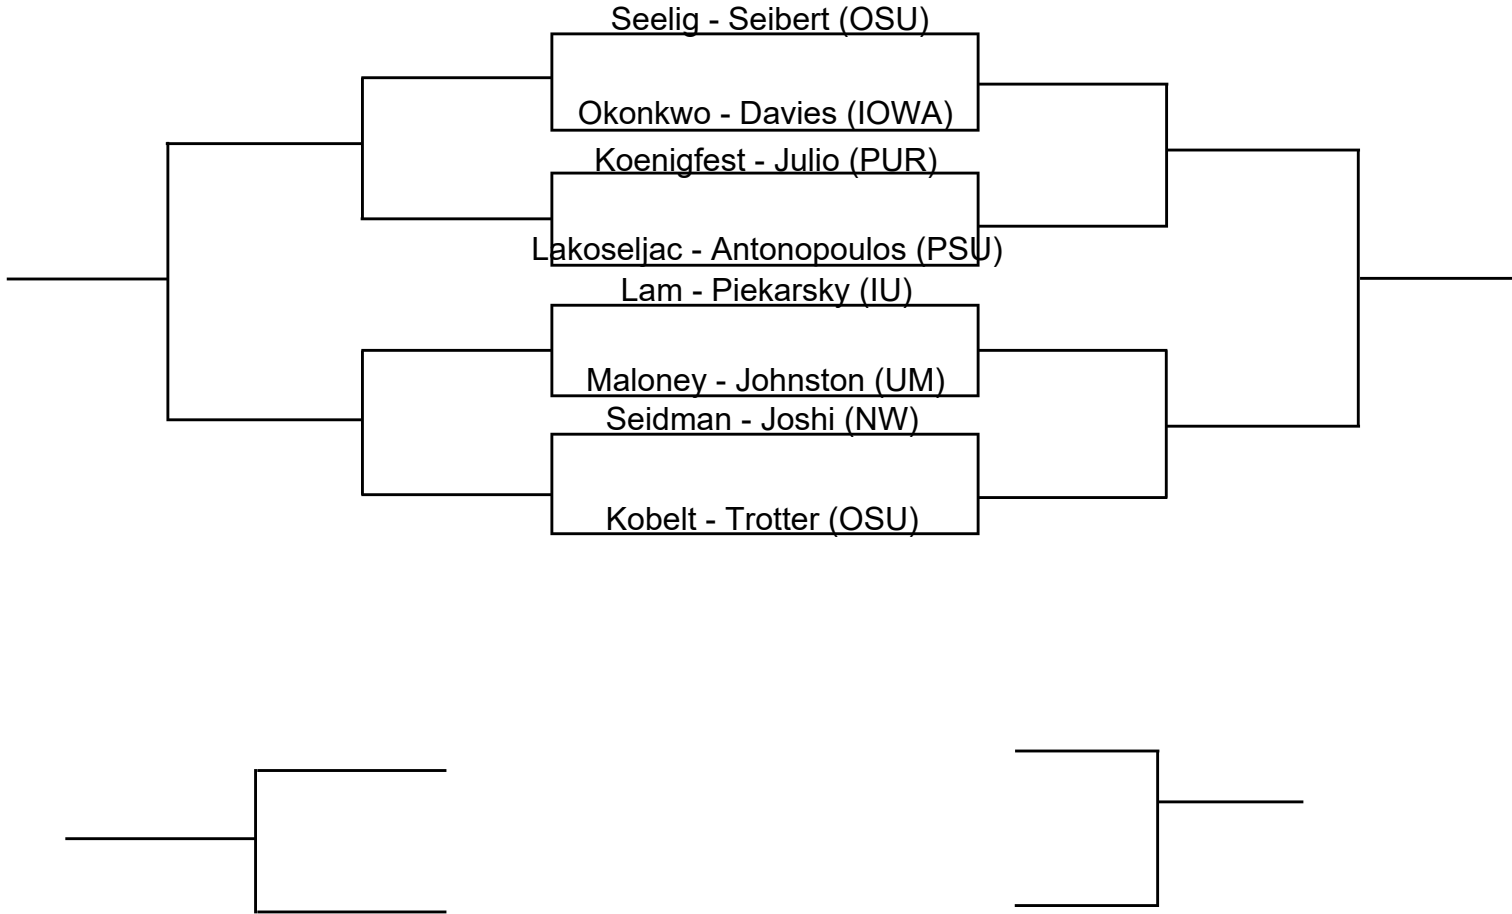 Seelig - Seibert (OSU)
Okonkwo - Davies (IOWA)
Koenigfest - Julio (PUR)
Lakoseljac - Antonopoulos (PSU)
Lam - Piekarsky (IU)
Maloney - Johnston (UM)
Seidman - Joshi (NW)
Kobelt - Trotter (OSU)